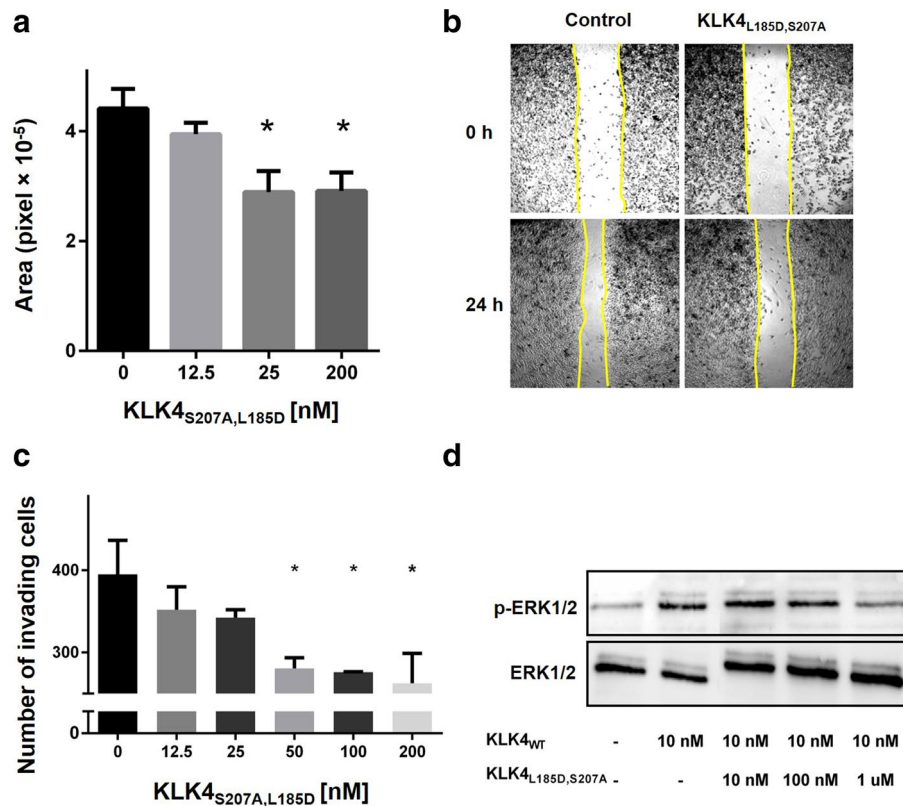 a
Area (pixel × 10⁻⁵)
4
2
0
*
*
0 12.5 25 200
KLK4S207A,L185D [nM]
b
Control KLK4L185D,S207A
0 h
24 h
c
Number of invading cells
400
300
0
* * *
0 12.5 25 50 100 200
KLK4S207A,L185D [nM]
d
p-ERK1/2
ERK1/2
KLK4WT - 10 nM 10 nM 10 nM 10 nM
KLK4L185D,S207A - - 10 nM 100 nM 1 uM